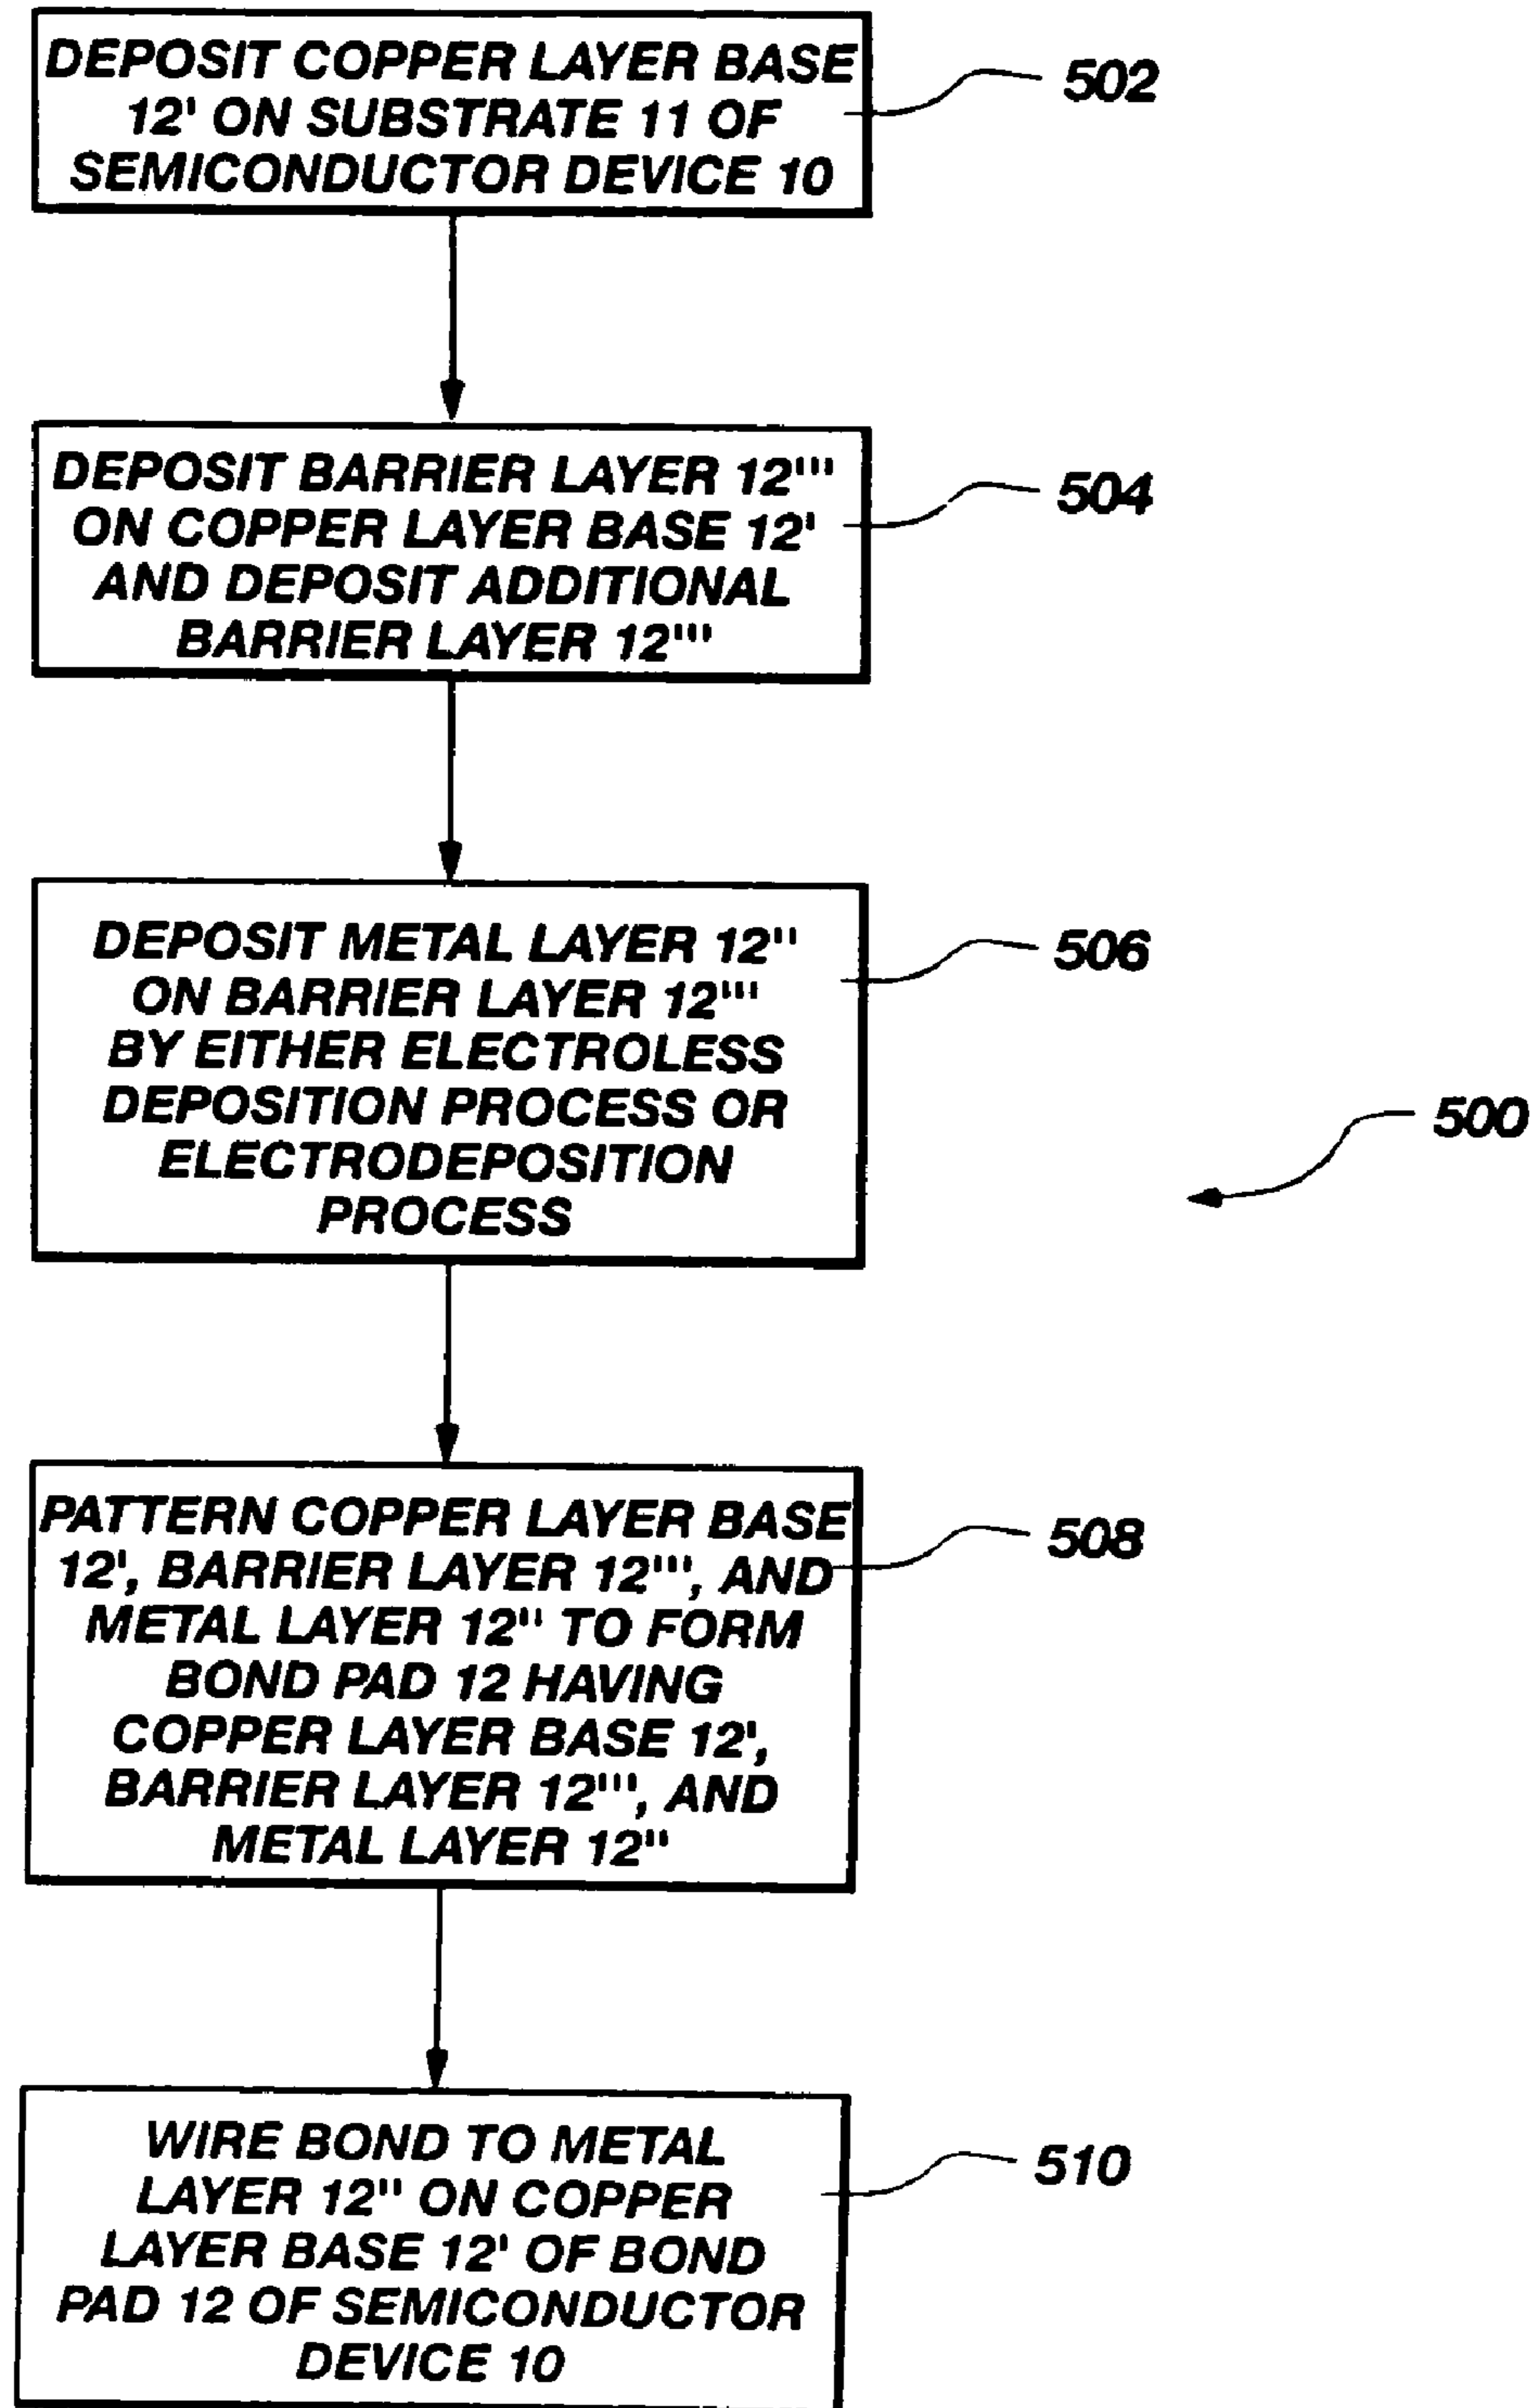 DEPOSIT COPPER LAYER BASE
12' ON SUBSTRATE 11 OF
SEMICONDUCTOR DEVICE 10
502
DEPOSIT BARRIER LAYER 12'''
ON COPPER LAYER BASE 12'
AND DEPOSIT ADDITIONAL
BARRIER LAYER 12'''
504
DEPOSIT METAL LAYER 12''
ON BARRIER LAYER 12'''
BY EITHER ELECTROLESS
DEPOSITION PROCESS OR
ELECTRODEPOSITION
PROCESS
506
500
PATTERN COPPER LAYER BASE
12', BARRIER LAYER 12''', AND
METAL LAYER 12'' TO FORM
BOND PAD 12 HAVING
COPPER LAYER BASE 12',
BARRIER LAYER 12''', AND
METAL LAYER 12''
508
WIRE BOND TO METAL
LAYER 12'' ON COPPER
LAYER BASE 12' OF BOND
PAD 12 OF SEMICONDUCTOR
DEVICE 10
510